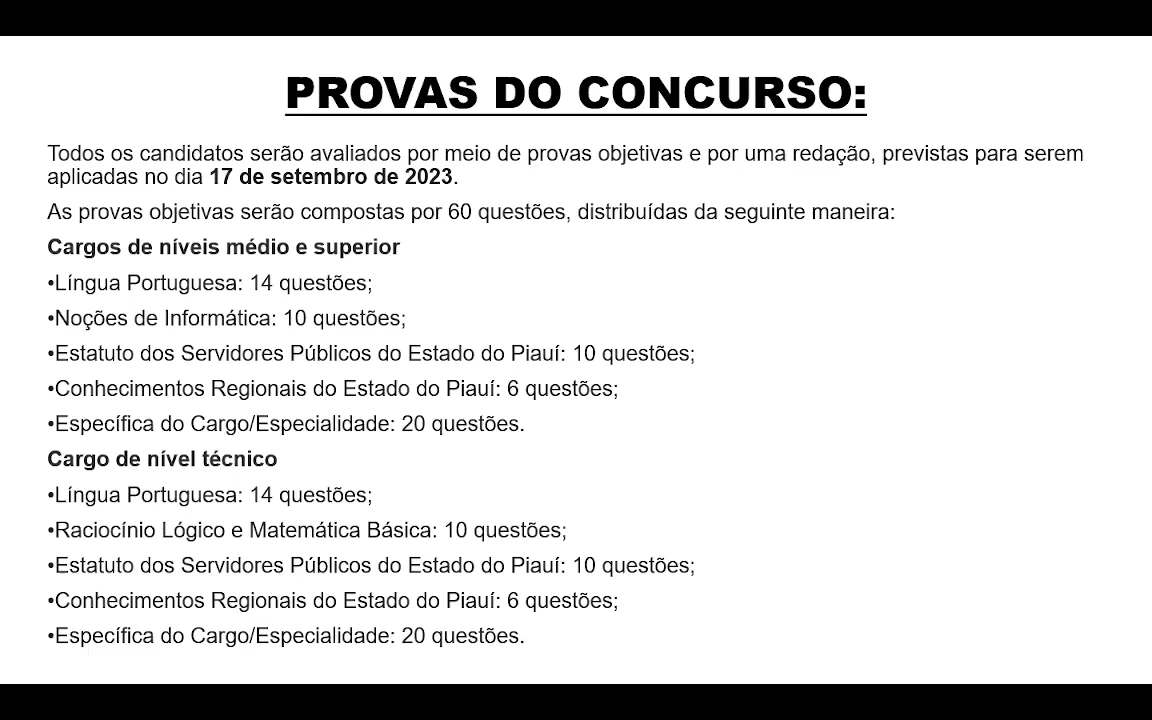 PROVAS DO CONCURSO:
Todos os candidatos serão avaliados por meio de provas objetivas e por uma redação, previstas para serem
aplicadas no dia 17 de setembro de 2023.
As provas objetivas serão compostas por 60 questões, distribuídas da seguinte maneira:
Cargos de níveis médio e superior
•Língua Portuguesa: 14 questões;
•Noções de Informática: 10 questões;
•Estatuto dos Servidores Públicos do Estado do Piauí: 10 questões;
•Conhecimentos Regionais do Estado do Piauí: 6 questões;
•Específica do Cargo/Especialidade: 20 questões.
Cargo de nível técnico
•Língua Portuguesa: 14 questões;
•Raciocínio Lógico e Matemática Básica: 10 questões;
•Estatuto dos Servidores Públicos do Estado do Piauí: 10 questões;
•Conhecimentos Regionais do Estado do Piauí: 6 questões;
•Específica do Cargo/Especialidade: 20 questões.